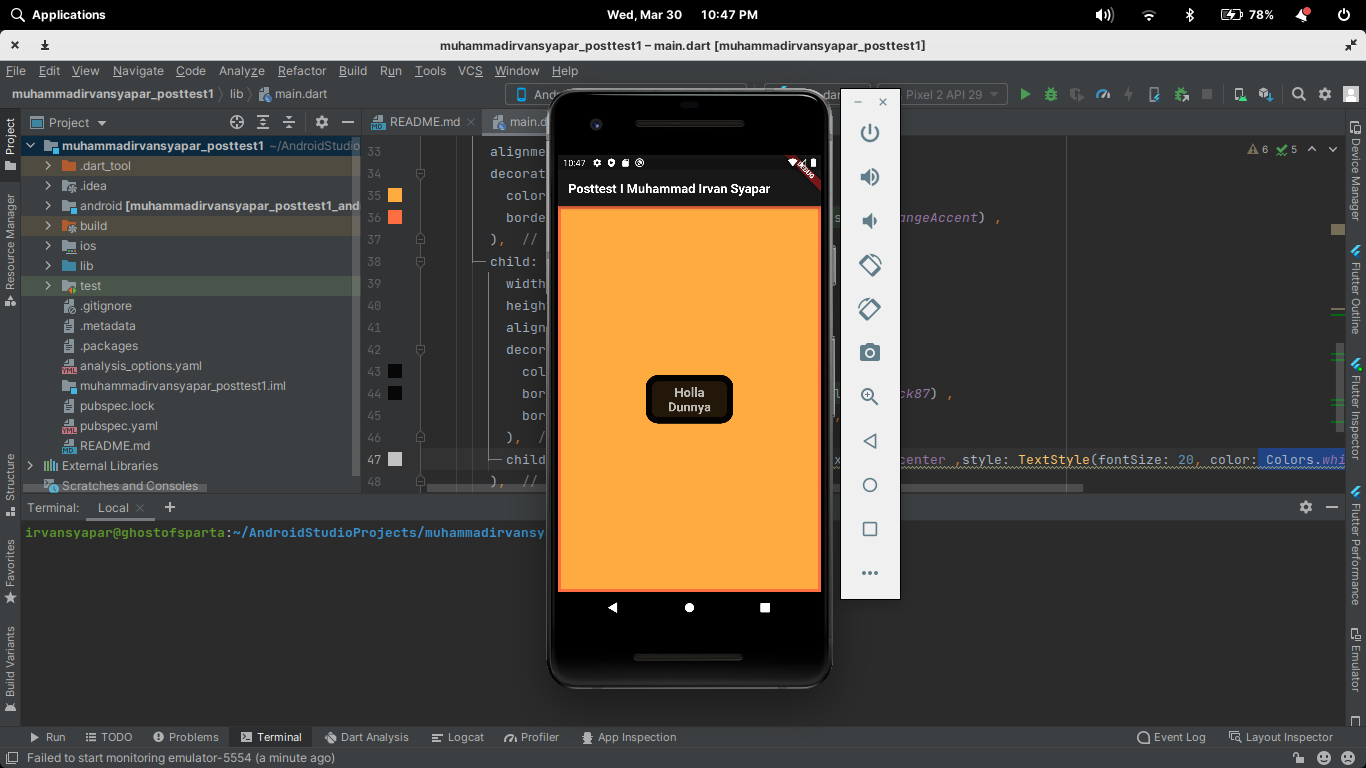 Applications
Wed, Mar 30 10:47 PM
78%
muhammadirvansyapar_posttest1 – main.dart [muhammadirvansyapar_posttest1]
File Edit View Navigate Code Analyze Refactor Build Run Tools VCS Window Help
muhammadirvansyapar_posttest1 lib main.dart
Pixel 2 API 29
Project
README.md
muhammadirvansyapar_posttest1 ~/AndroidStudio
.dart_tool
.idea
android [muhammadirvansyapar_posttest1_and
build
ios
lib
test
.gitignore
.metadata
.packages
analysis_options.yaml
muhammadirvansyapar_posttest1.iml
pubspec.lock
pubspec.yaml
README.md
External Libraries
Scratches and Consoles
33 alignme
34 decorat
35 color
36 borde angeAccent) ,
37 ), //
38 child:
39 width
40 height
41 align
42 decor
43 col
44 bor ck87) ,
45 bor
46 ), //
47 child center ,style: TextStyle(fontSize: 20, color: Colors.whi
48 ), //
6 5
10:47
DEBUG
Posttest I Muhammad Irvan Syapar
Holla
Dunnya
Project
Resource Manager
Structure
Favorites
Build Variants
Device Manager
Flutter Outline
Flutter Inspector
Flutter Performance
Emulator
Terminal: Local
irvansyapar@ghostofsparta:~/AndroidStudioProjects/muhammadirvansy
Run TODO Problems Terminal Dart Analysis Logcat Profiler App Inspection Event Log Layout Inspector
Failed to start monitoring emulator-5554 (a minute ago)